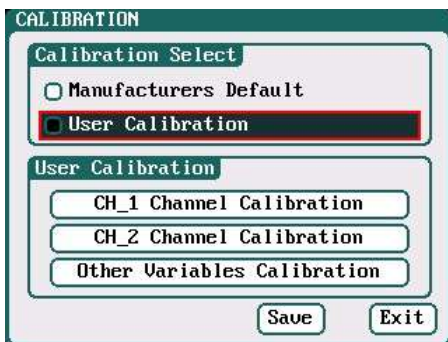 CALIBRATION
Calibration Select
Manufacturers Default
User Calibration
User Calibration
CH_1 Channel Calibration
CH_2 Channel Calibration
Other Variables Calibration
Save Exit